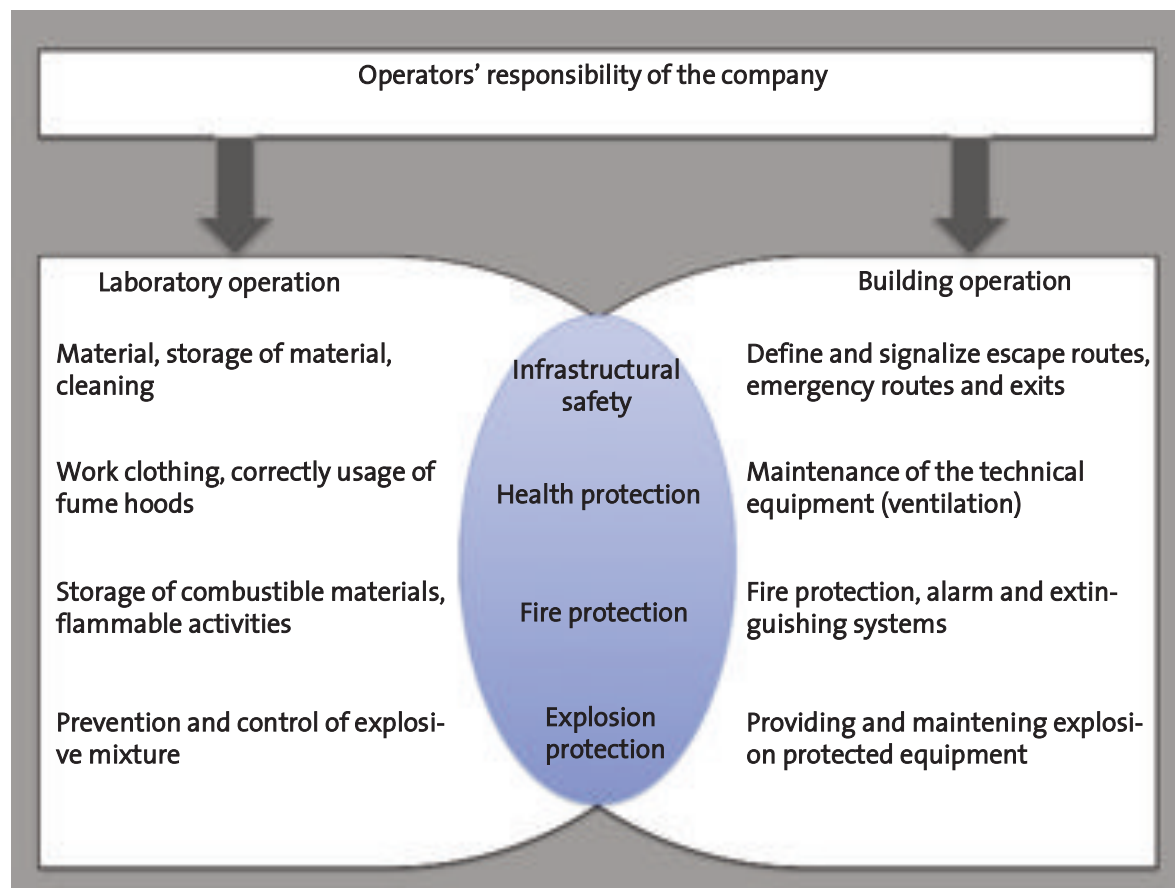 Operators’ responsibility of the company
Laboratory operation
Material, storage of material,
cleaning
Work clothing, correctly usage of
fume hoods
Storage of combustible materials,
flammable activities
Prevention and control of explosi-
ve mixture
Infrastructural
safety
Health protection
Fire protection
Explosion
protection
Building operation
Define and signalize escape routes,
emergency routes and exits
Maintenance of the technical
equipment (ventilation)
Fire protection, alarm and extin-
guishing systems
Providing and maintening explosi-
on protected equipment